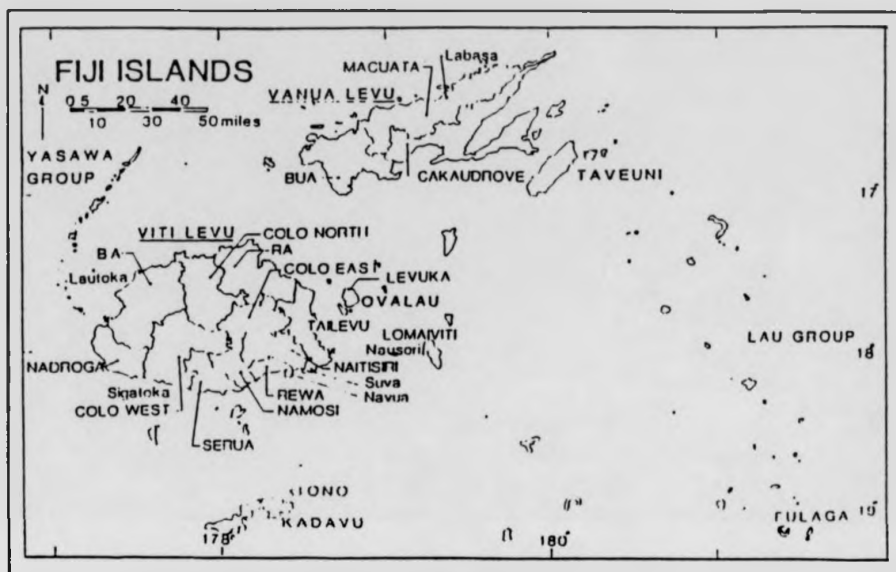 FIJI ISLANDS
N
0 5 20 40
10 30 50 miles
YASAWA
GROUP
VANUA LEVU
MACUATA
Labasa
BUA
CAKAUDROVE
179
TAVEUNI
17°
VITI LEVU
COLO NORTH
BA
RA
Lautoka
COLO EAST
LEVUKA
OVALAU
TAILEVU
LOMAIVITI
Nausori
LAU GROUP
18°
NADROGA
NAITISIRI
Sigatoka
Suva
COLO WEST
REWA
Navua
NAMOSI
SERUA
KADAVU
178°
180°
19°
FULAGA